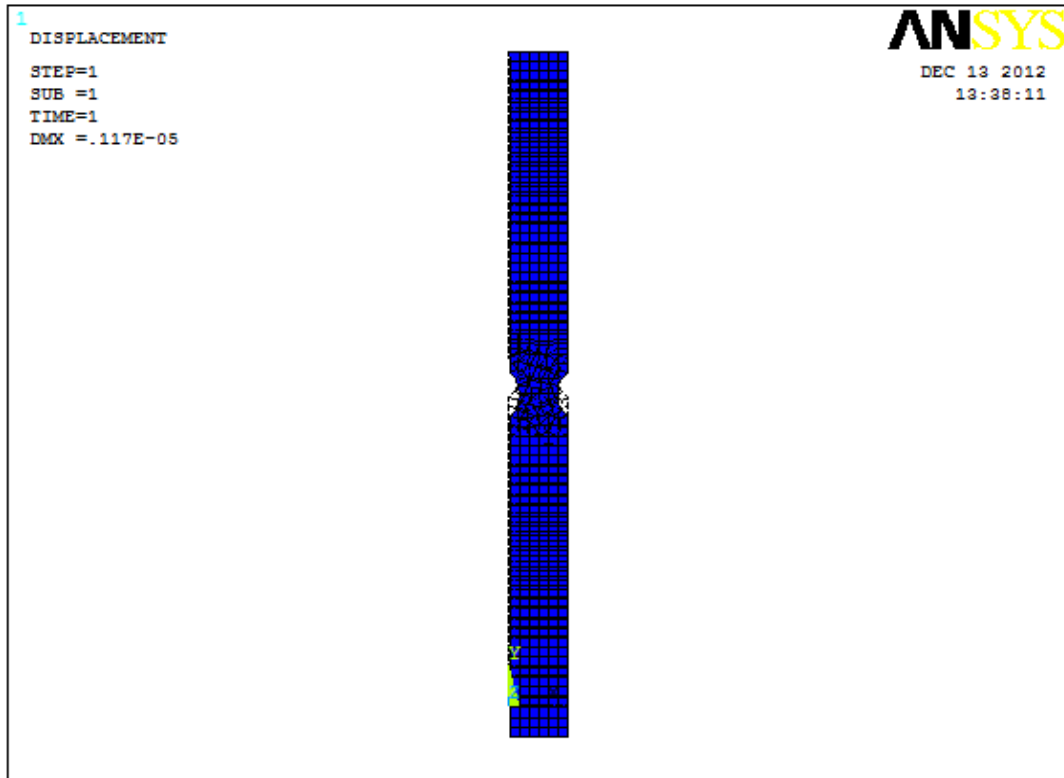 1
DISPLACEMENT
STEP=1
SUB =1
TIME=1
DMX =.117E-05
ANSYS
DEC 13 2012
13:38:11
Y